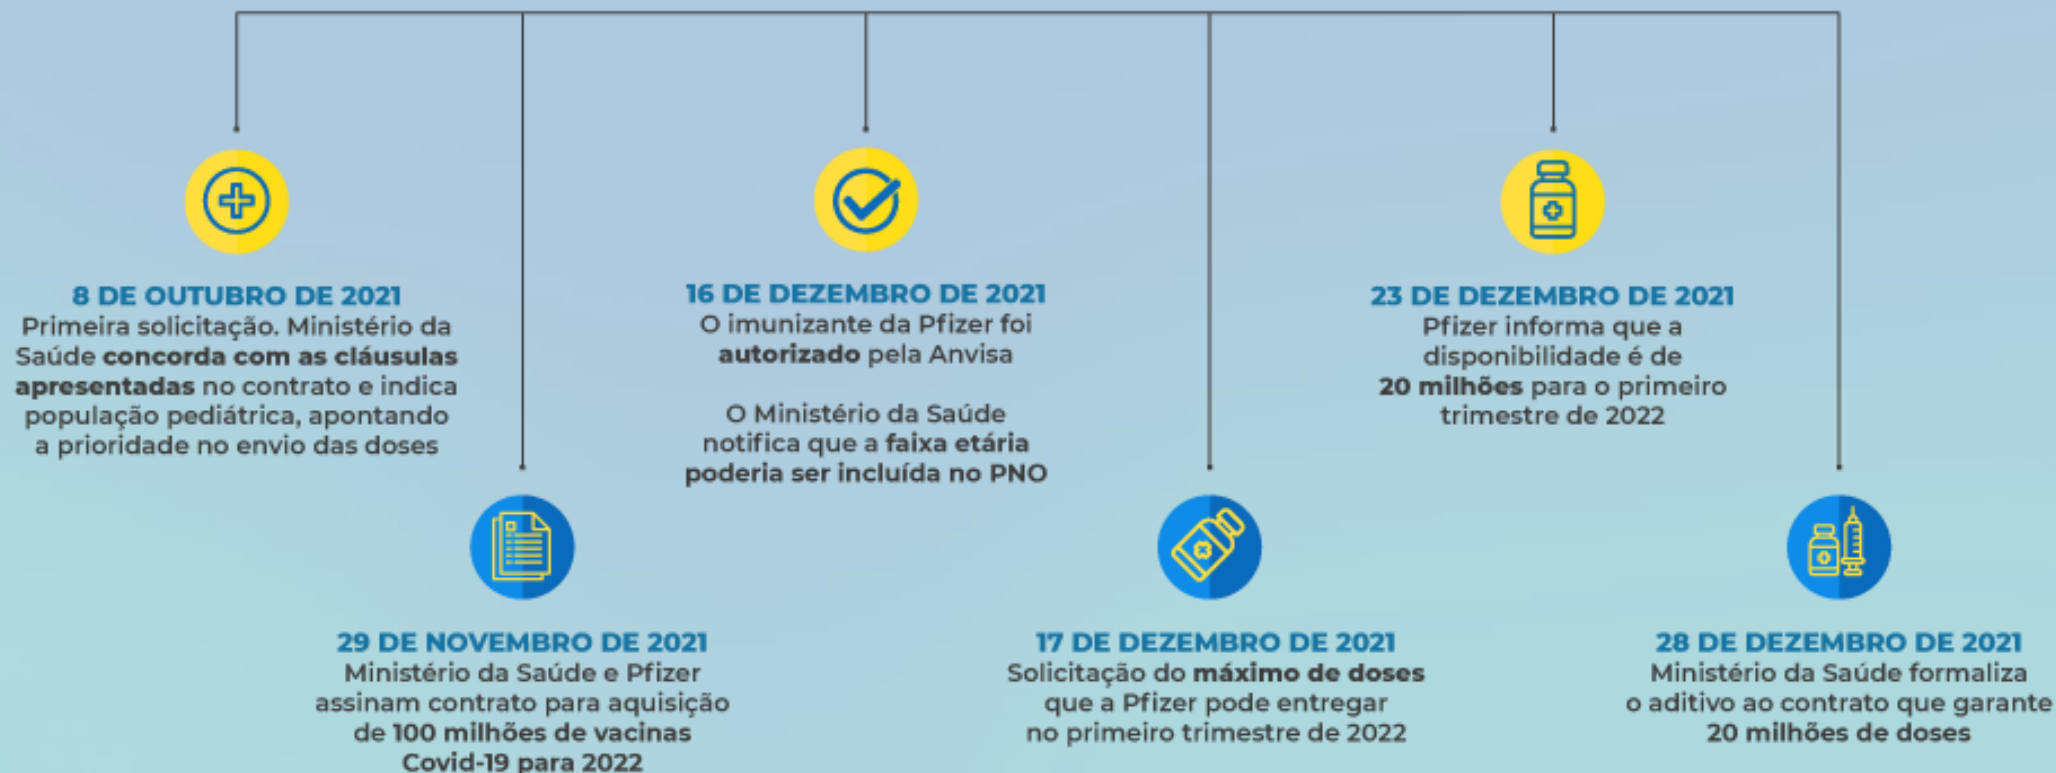 8 DE OUTUBRO DE 2021
Primeira solicitação. Ministério da
Saúde concorda com as cláusulas
apresentadas no contrato e indica
população pediátrica, apontando
a prioridade no envio das doses
29 DE NOVEMBRO DE 2021
Ministério da Saúde e Pfizer
assinam contrato para aquisição
de 100 milhões de vacinas
Covid-19 para 2022
16 DE DEZEMBRO DE 2021
O imunizante da Pfizer foi
autorizado pela Anvisa
O Ministério da Saúde
notifica que a faixa etária
poderia ser incluída no PNO
17 DE DEZEMBRO DE 2021
Solicitação do máximo de doses
que a Pfizer pode entregar
no primeiro trimestre de 2022
23 DE DEZEMBRO DE 2021
Pfizer informa que a
disponibilidade é de
20 milhões para o primeiro
trimestre de 2022
28 DE DEZEMBRO DE 2021
Ministério da Saúde formaliza
o aditivo ao contrato que garante
20 milhões de doses